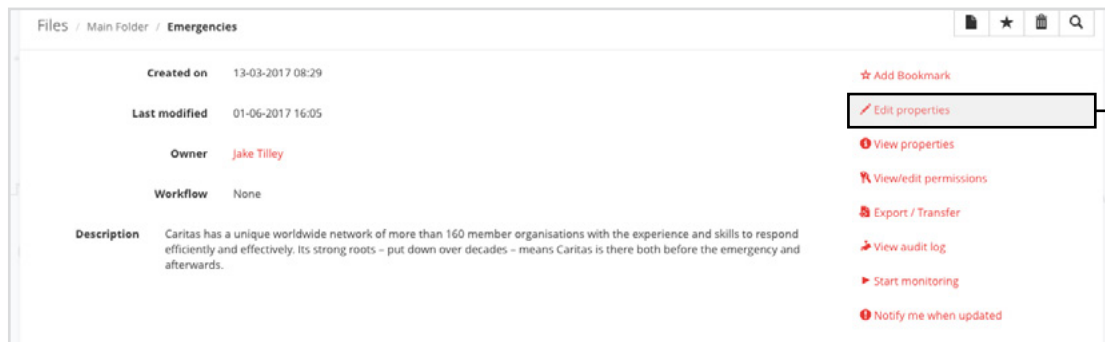 Files / Main Folder / Emergencies
Created on 13-03-2017 08:29
Last modified 01-06-2017 16:05
Owner Jake Tilley
Workflow None
Description Caritas has a unique worldwide network of more than 160 member organisations with the experience and skills to respond
efficiently and effectively. Its strong roots – put down over decades – means Caritas is there both before the emergency and
afterwards.
Add Bookmark
Edit properties
View properties
View/edit permissions
Export / Transfer
View audit log
Start monitoring
Notify me when updated